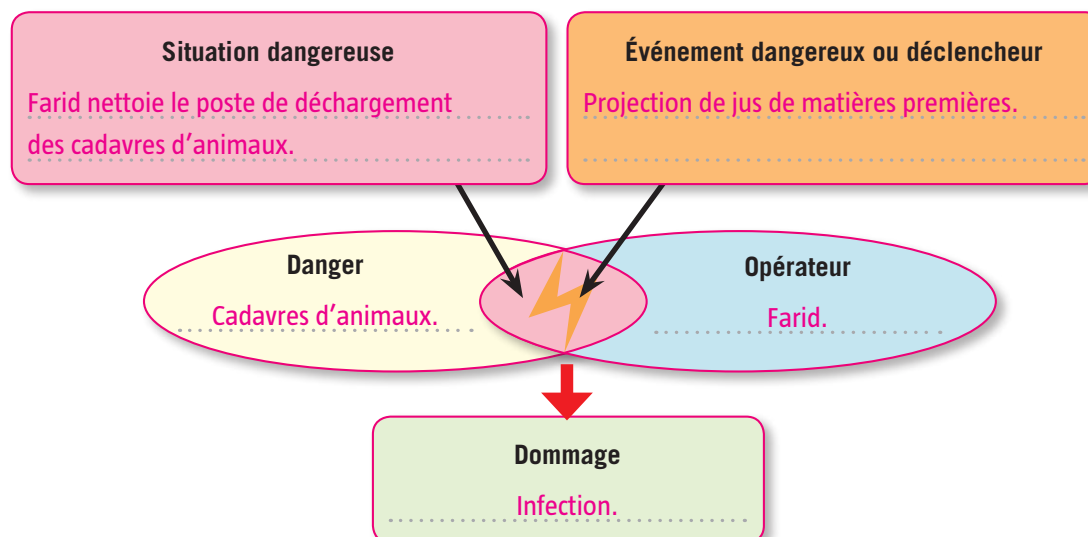 Situation dangereuse
Farid nettoie le poste de déchargement
des cadavres d'animaux.
Événement dangereux ou déclencheur
Projection de jus de matières premières.
Danger
Cadavres d'animaux.
Opérateur
Farid.
Dommage
Infection.